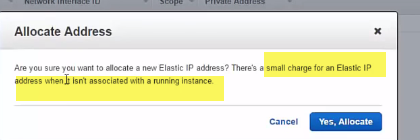 Network Interface ID Scope Private Address
Allocate Address
Are you sure you want to allocate a new Elastic IP address? There's a small charge for an Elastic IP
address when it isn't associated with a running instance.
Cancel Yes, Allocate